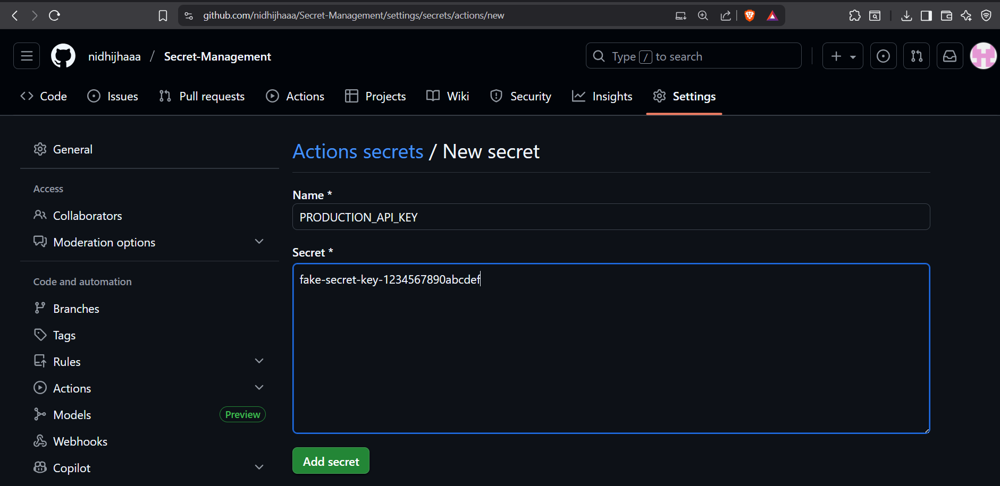 github.com/nidhijhaaa/Secret-Management/settings/secrets/actions/new
nidhijhaaa / Secret-Management
Type / to search
Code Issues Pull requests Actions Projects Wiki Security Insights Settings
General
Access
Collaborators
Moderation options
Code and automation
Branches
Tags
Rules
Actions
Models Preview
Webhooks
Copilot
Actions secrets / New secret
Name *
PRODUCTION_API_KEY
Secret *
fake-secret-key-1234567890abcdef
Add secret